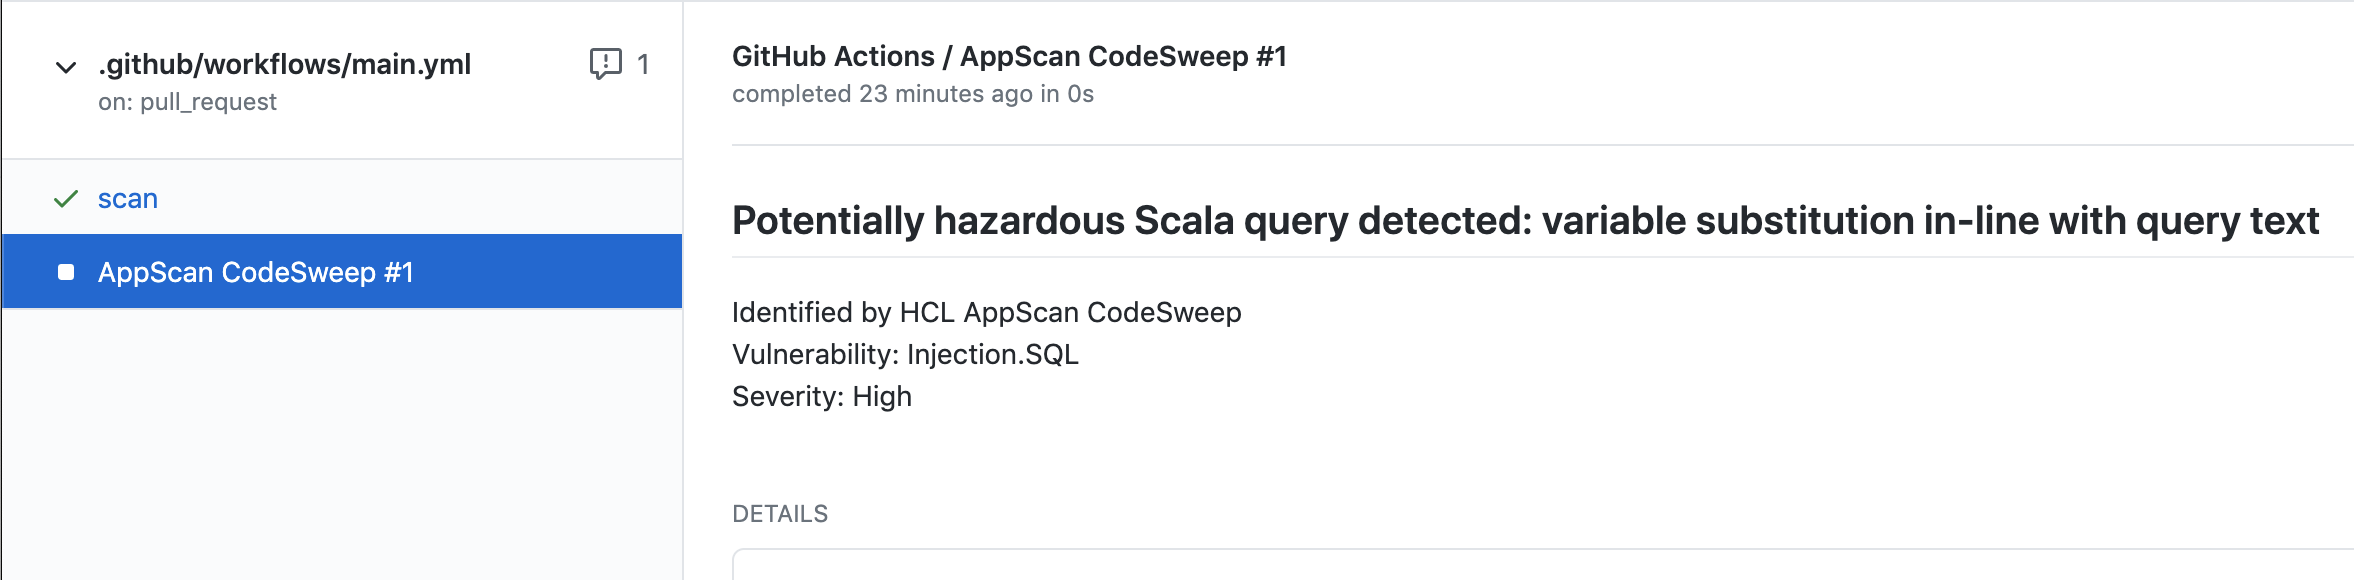 .github/workflows/main.yml
1
on: pull_request
scan
AppScan CodeSweep #1
GitHub Actions / AppScan CodeSweep #1
completed 23 minutes ago in 0s
Potentially hazardous Scala query detected: variable substitution in-line with query text
Identified by HCL AppScan CodeSweep
Vulnerability: Injection.SQL
Severity: High
DETAILS